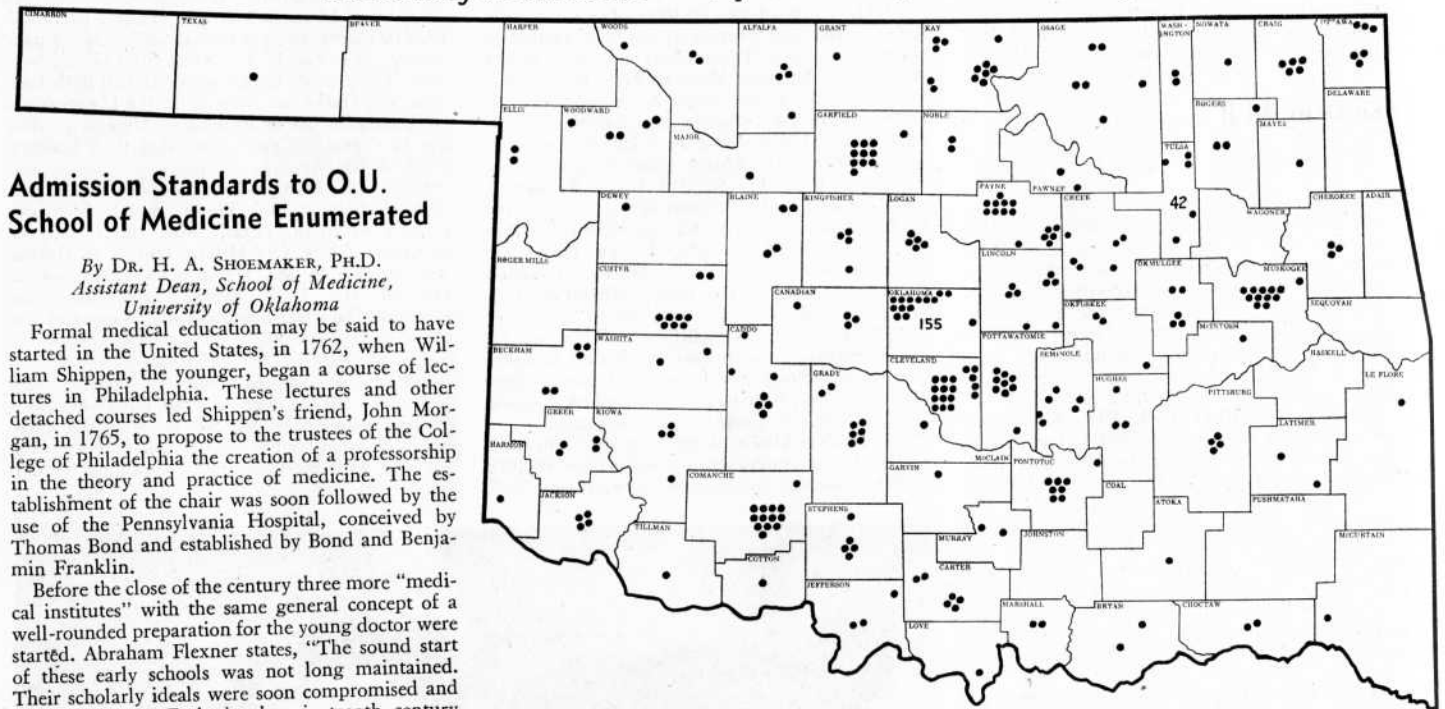 CIMARRON
TEXAS
BEAVER
HARPER
WOODS
ALFALFA
GRANT
KAY
OSAGE
WASH-
INGTON
NOWATA
CRAIG
OTTAWA
ELLIS
WOODWARD
MAJOR
GARFIELD
NOBLE
ROGERS
MAYES
DELAWARE
TULSA
42
PAYNE
PAWNEE
CREEK
DEWEY
BLAINE
KINGFISHER
LOGAN
LINCOLN
WAGONER
CHEROKEE
ADAIR
ROGER MILLS
CUSTER
CANADIAN
OKLAHOMA
155
OKMULGEE
OKFUSKEE
MUSKOGEE
SEQUOYAH
McINTOSH
HASKELL
LE FLORE
BECKHAM
WASHITA
CADDO
GRADY
CLEVELAND
POTTAWATOMIE
SEMINOLE
HUGHES
PITTSBURG
LATIMER
GREER
KIOWA
HARMON
JACKSON
COMANCHE
TILLMAN
COTTON
STEPHENS
JEFFERSON
GARVIN
McCLAIN
PONTOTOC
COAL
ATOKA
PUSHMATAHA
McCURTAIN
MURRAY
JOHNSTON
CARTER
LOVE
MARSHALL
BRYAN
CHOCTAW
Admission Standards to O.U.
School of Medicine Enumerated
By DR. H. A. SHOEMAKER, PH.D.
Assistant Dean, School of Medicine,
University of Oklahoma
Formal medical education may be said to have
started in the United States, in 1762, when Wil-
liam Shippen, the younger, began a course of lec-
tures in Philadelphia. These lectures and other
detached courses led Shippen's friend, John Mor-
gan, in 1765, to propose to the trustees of the Col-
lege of Philadelphia the creation of a professorship
in the theory and practice of medicine. The es-
tablishment of the chair was soon followed by the
use of the Pennsylvania Hospital, conceived by
Thomas Bond and established by Bond and Benja-
min Franklin.
Before the close of the century three more "medi-
cal institutes" with the same general concept of a
well-rounded preparation for the young doctor were
started. Abraham Flexner states, "The sound start
of these early schools was not long maintained.
Their scholarly ideals were soon compromised and